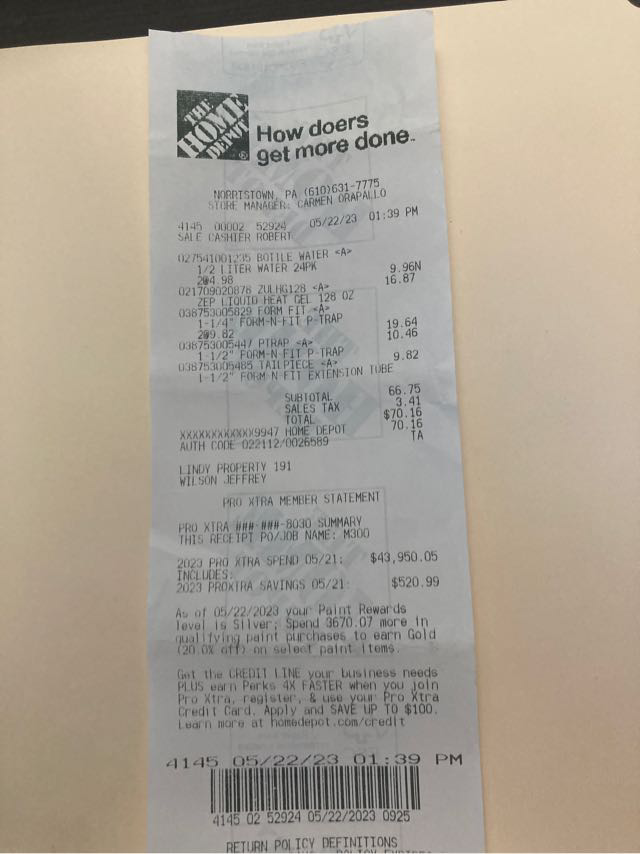 THE
HOME
DEPOT
How doers
get more done.
NORRISTOWN, PA (610)631-7775
STORE MANAGER: CARMEN ORAPALLO
4145 00002 52924 05/22/23 01:39 PM
SALE CASHIER ROBERT
027541001235 BOTTLE WATER <A>
1/2 LITER WATER 24PK
2@4.98 9.96N
021709020878 ZULHG128 <A> 16.87
ZEP LIQUID HEAT GEL 128 OZ
038753005829 FORM FIT <A>
1-1/4" FORM-N-FIT P-TRAP
2@9.82 19.64
038753005447 PTRAP <A> 10.46
1-1/2" FORM-N-FIT P-TRAP
038753005485 TAILPIECE <A> 9.82
1-1/2" FORM-N-FIT EXTENSION TUBE
SUBTOTAL 66.75
SALES TAX 3.41
TOTAL $70.16
XXXXXXXXXXXX9947 HOME DEPOT 70.16
AUTH CODE 022112/0026589 TA
LINDY PROPERTY 191
WILSON JEFFREY
PRO XTRA MEMBER STATEMENT
PRO XTRA ###-###-8030 SUMMARY
THIS RECEIPT PO/JOB NAME: M300
2023 PRO XTRA SPEND 05/21: $43,950.05
INCLUDES:
2023 PROXTRA SAVINGS 05/21: $520.99
As of 05/22/2023 your Paint Rewards
level is Silver; Spend 3670.07 more in
qualifying paint purchases to earn Gold
(20.0% off) on select paint items.
Get the CREDIT LINE your business needs
PLUS earn Perks 4X FASTER when you join
Pro Xtra, register, & use your Pro Xtra
Credit Card. Apply and SAVE UP TO $100.
Learn more at homedepot.com/credit
4145 05/22/23 01:39 PM
4145 02 52924 05/22/2023 0925
RETURN POLICY DEFINITIONS